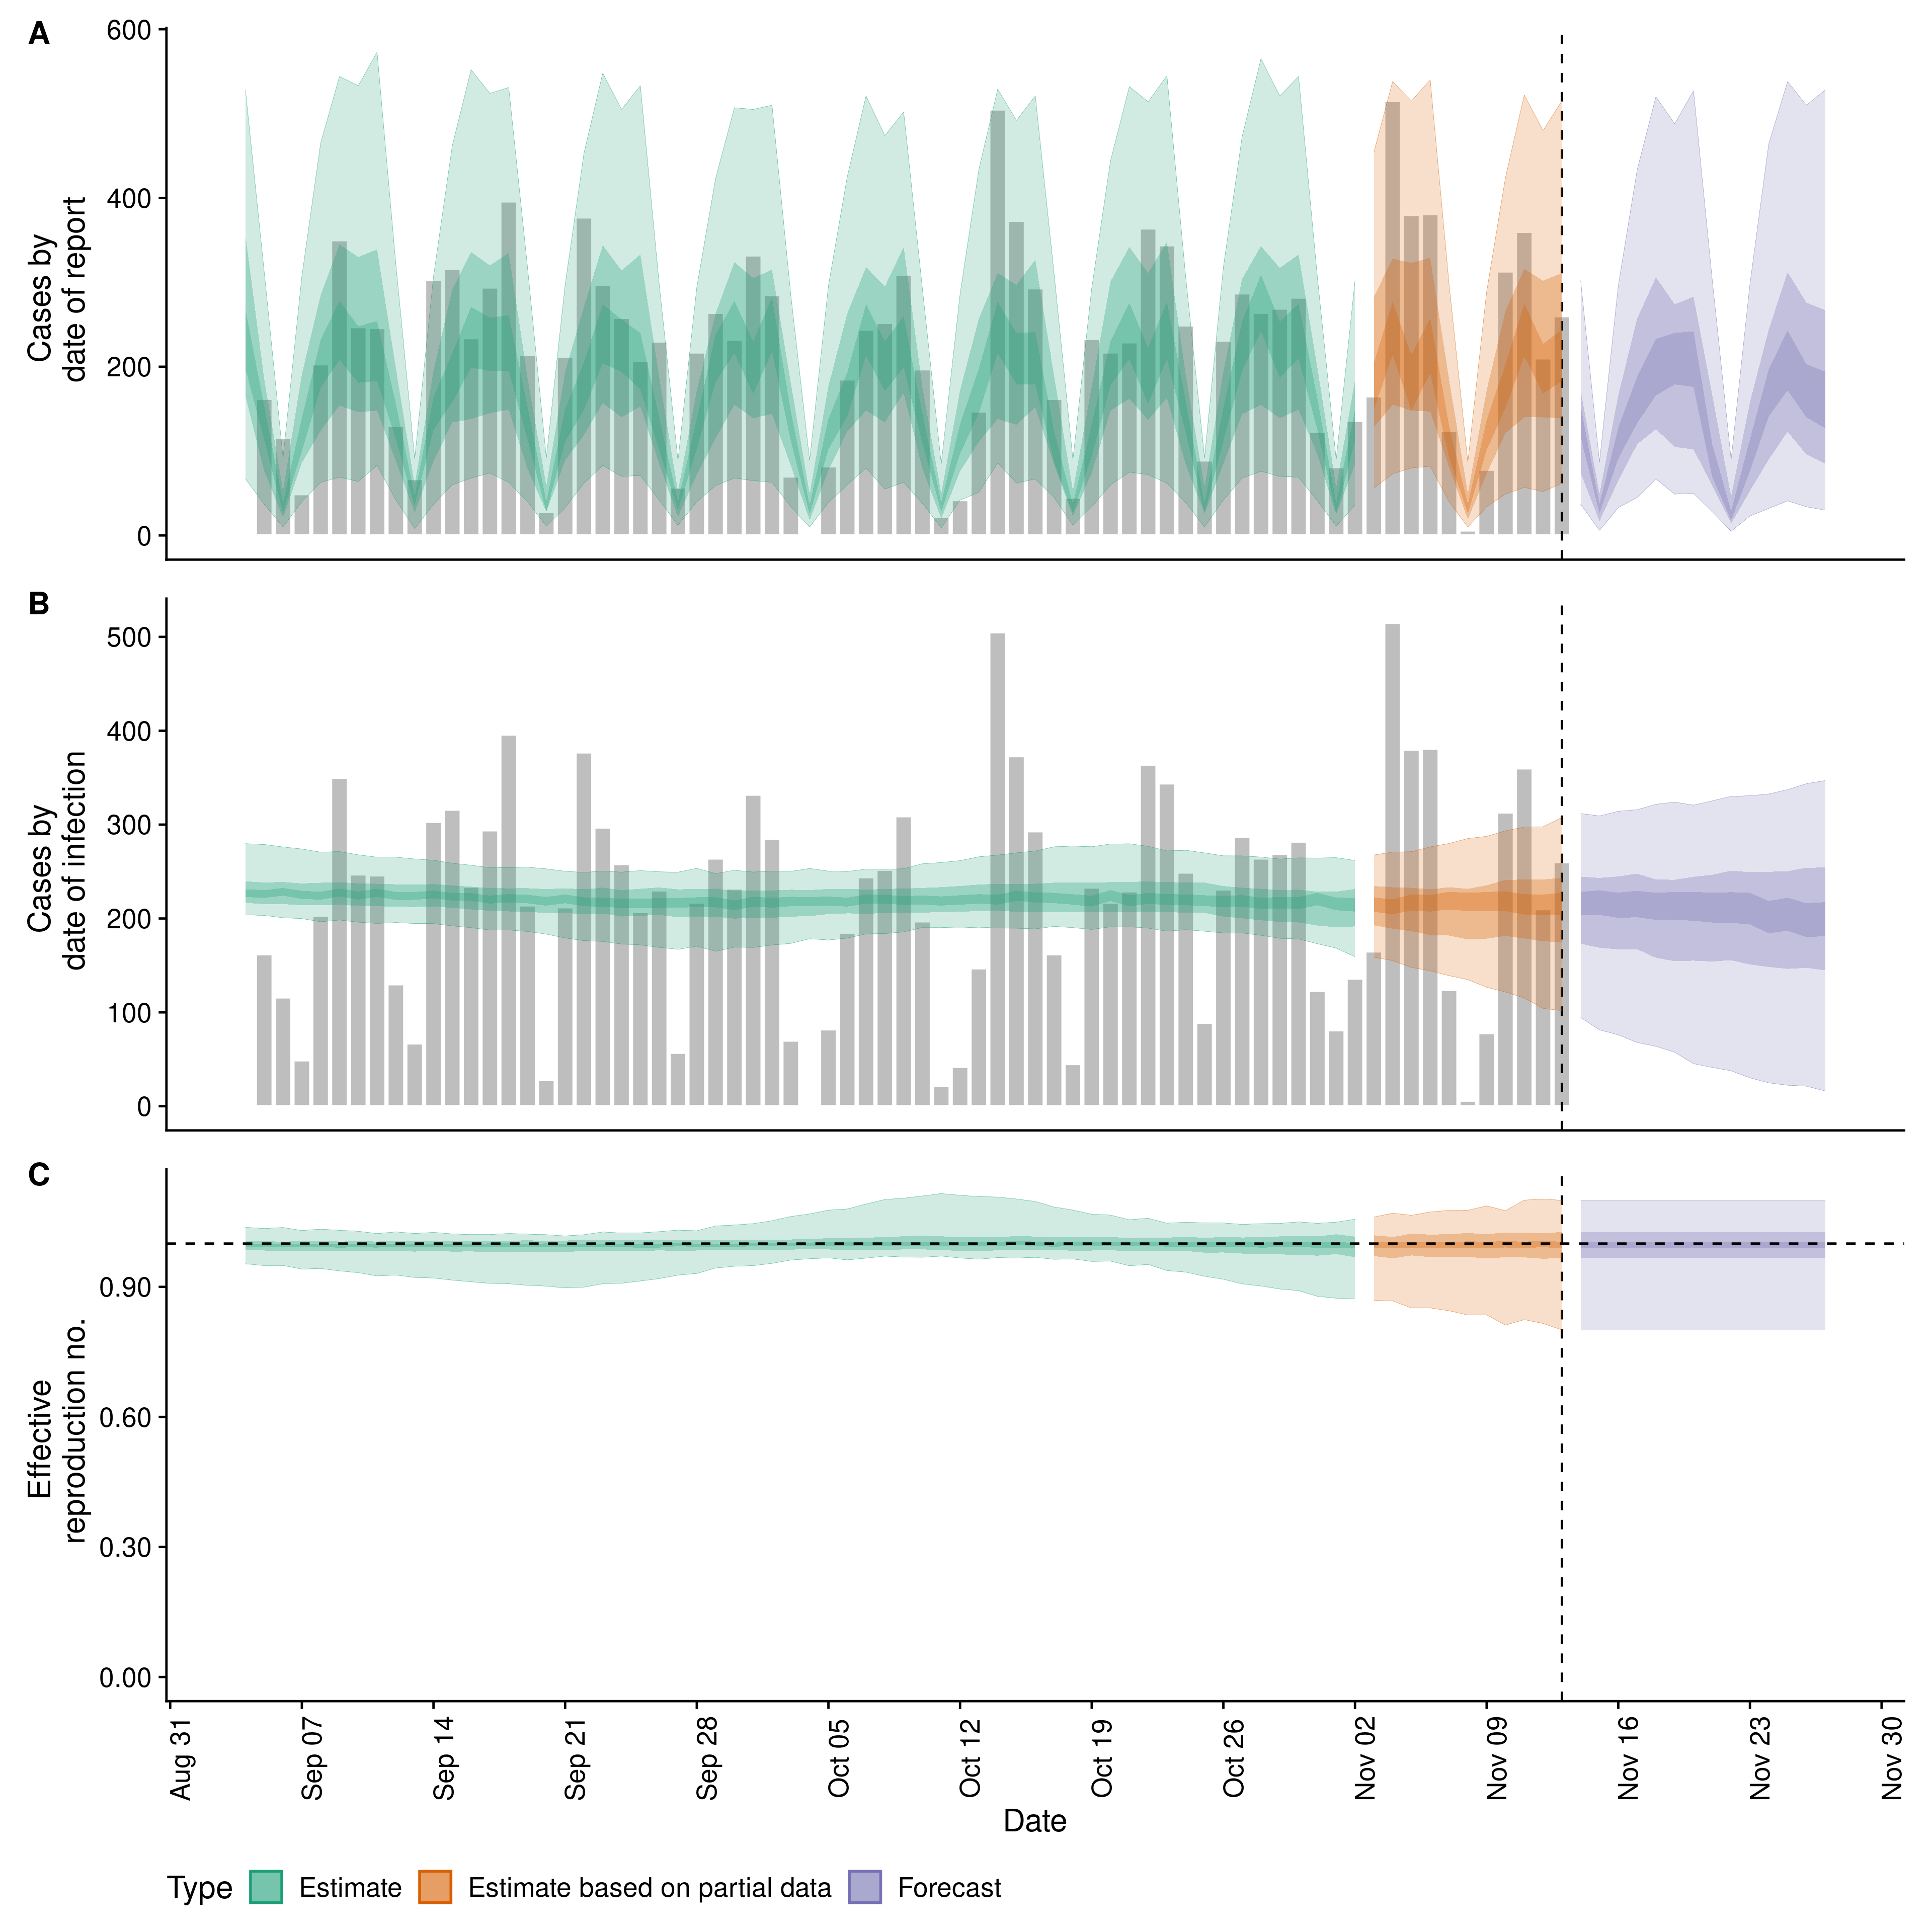 A
600
400
200
0
Cases by
date of report
B
500
400
300
200
100
0
Cases by
date of infection
C
0.90
0.60
0.30
0.00
Effective
reproduction no.
Aug 31
Sep 07
Sep 14
Sep 21
Sep 28
Oct 05
Oct 12
Oct 19
Oct 26
Nov 02
Nov 09
Nov 16
Nov 23
Nov 30
Date
Type Estimate Estimate based on partial data Forecast